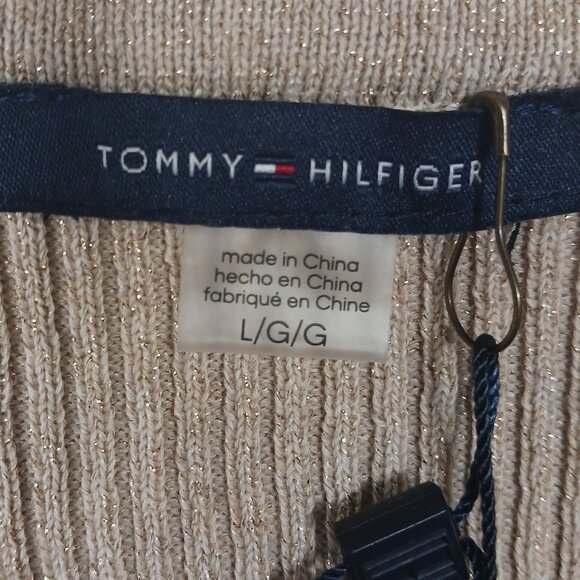 TOMMY HILFIGER
made in China
hecho en China
fabriqué en Chine
L/G/G